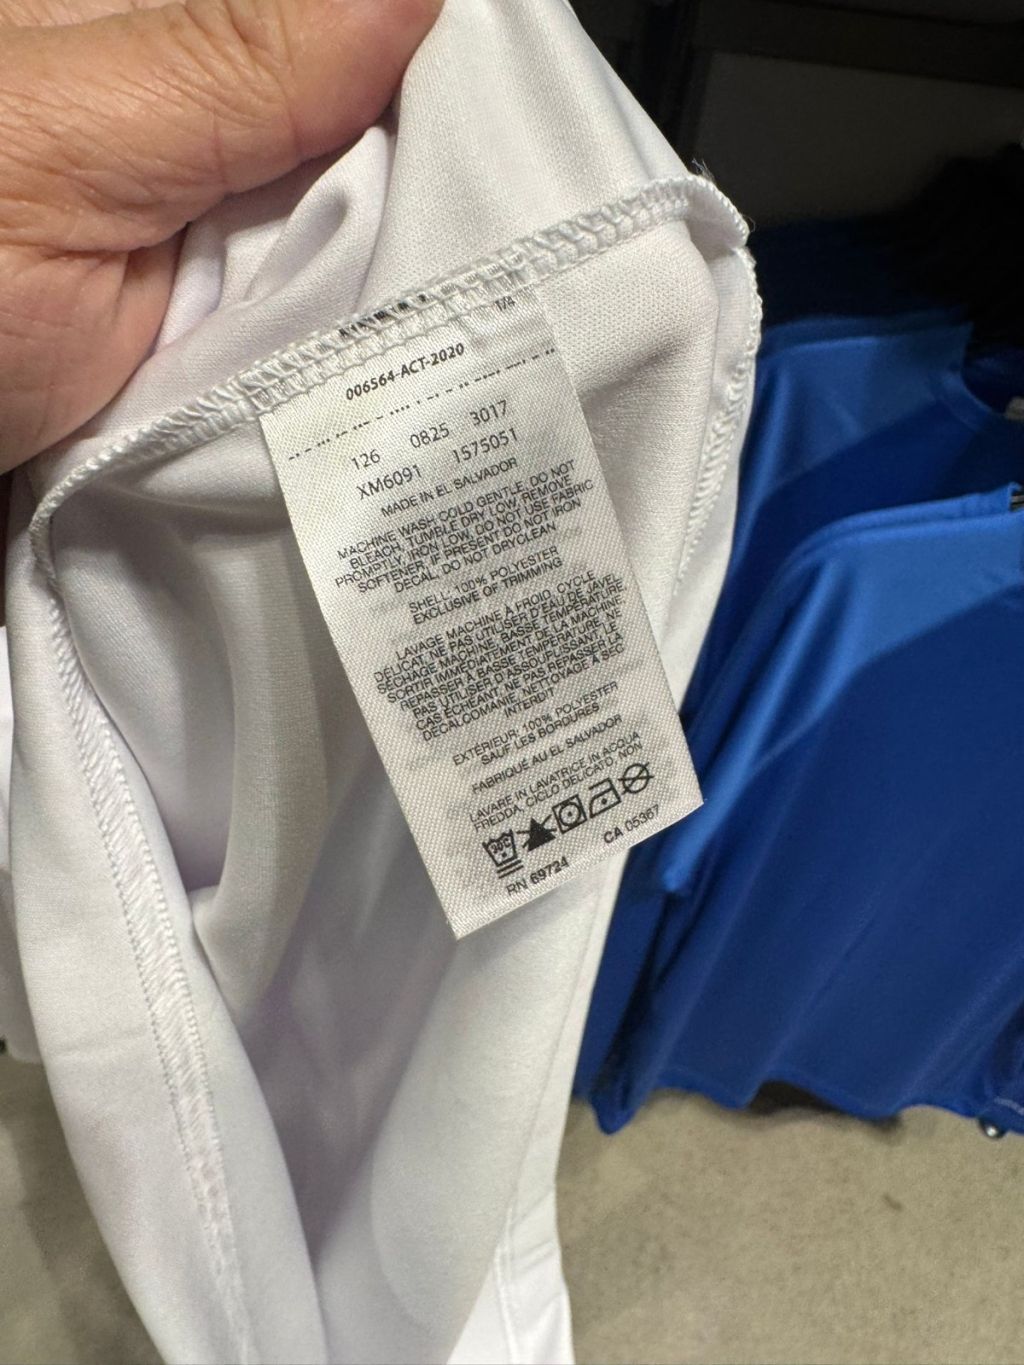 M4
006564-ACT-2020
126 0825 3017
XM6091 1575051
MADE IN EL SALVADOR
MACHINE WASH COLD GENTLE, DO NOT
BLEACH, TUMBLE DRY LOW, REMOVE
PROMPTLY, IRON LOW, DO NOT USE FABRIC
SOFTENER, IF PRESENT DO NOT IRON
DECAL, DO NOT DRYCLEAN
SHELL, 100% POLYESTER
EXCLUSIVE OF TRIMMING
LAVAGE MACHINE À FROID, CYCLE
DÉLICAT, NE PAS UTILISER D'EAU DE JAVEL,
SÉCHAGE MACHINE, BASSE TEMPÉRATURE
SORTIR IMMÉDIATEMENT DE LA MACHINE
REPASSER À BASSE TEMPÉRATURE, NE
PAS UTILISER D'ASSOUPLISSANT, LE
CAS ÉCHÉANT, NE PAS REPASSER LA
DÉCALCOMANIE, NETTOYAGE À SEC
INTERDIT
EXTÉRIEUR, 100% POLYESTER
SAUF LES BORDURES
FABRIQUÉ AU EL SALVADOR
LAVARE IN LAVATRICE IN ACQUA
FREDDA, CICLO DELICATO, NON
30C
RN 69724 CA 05367